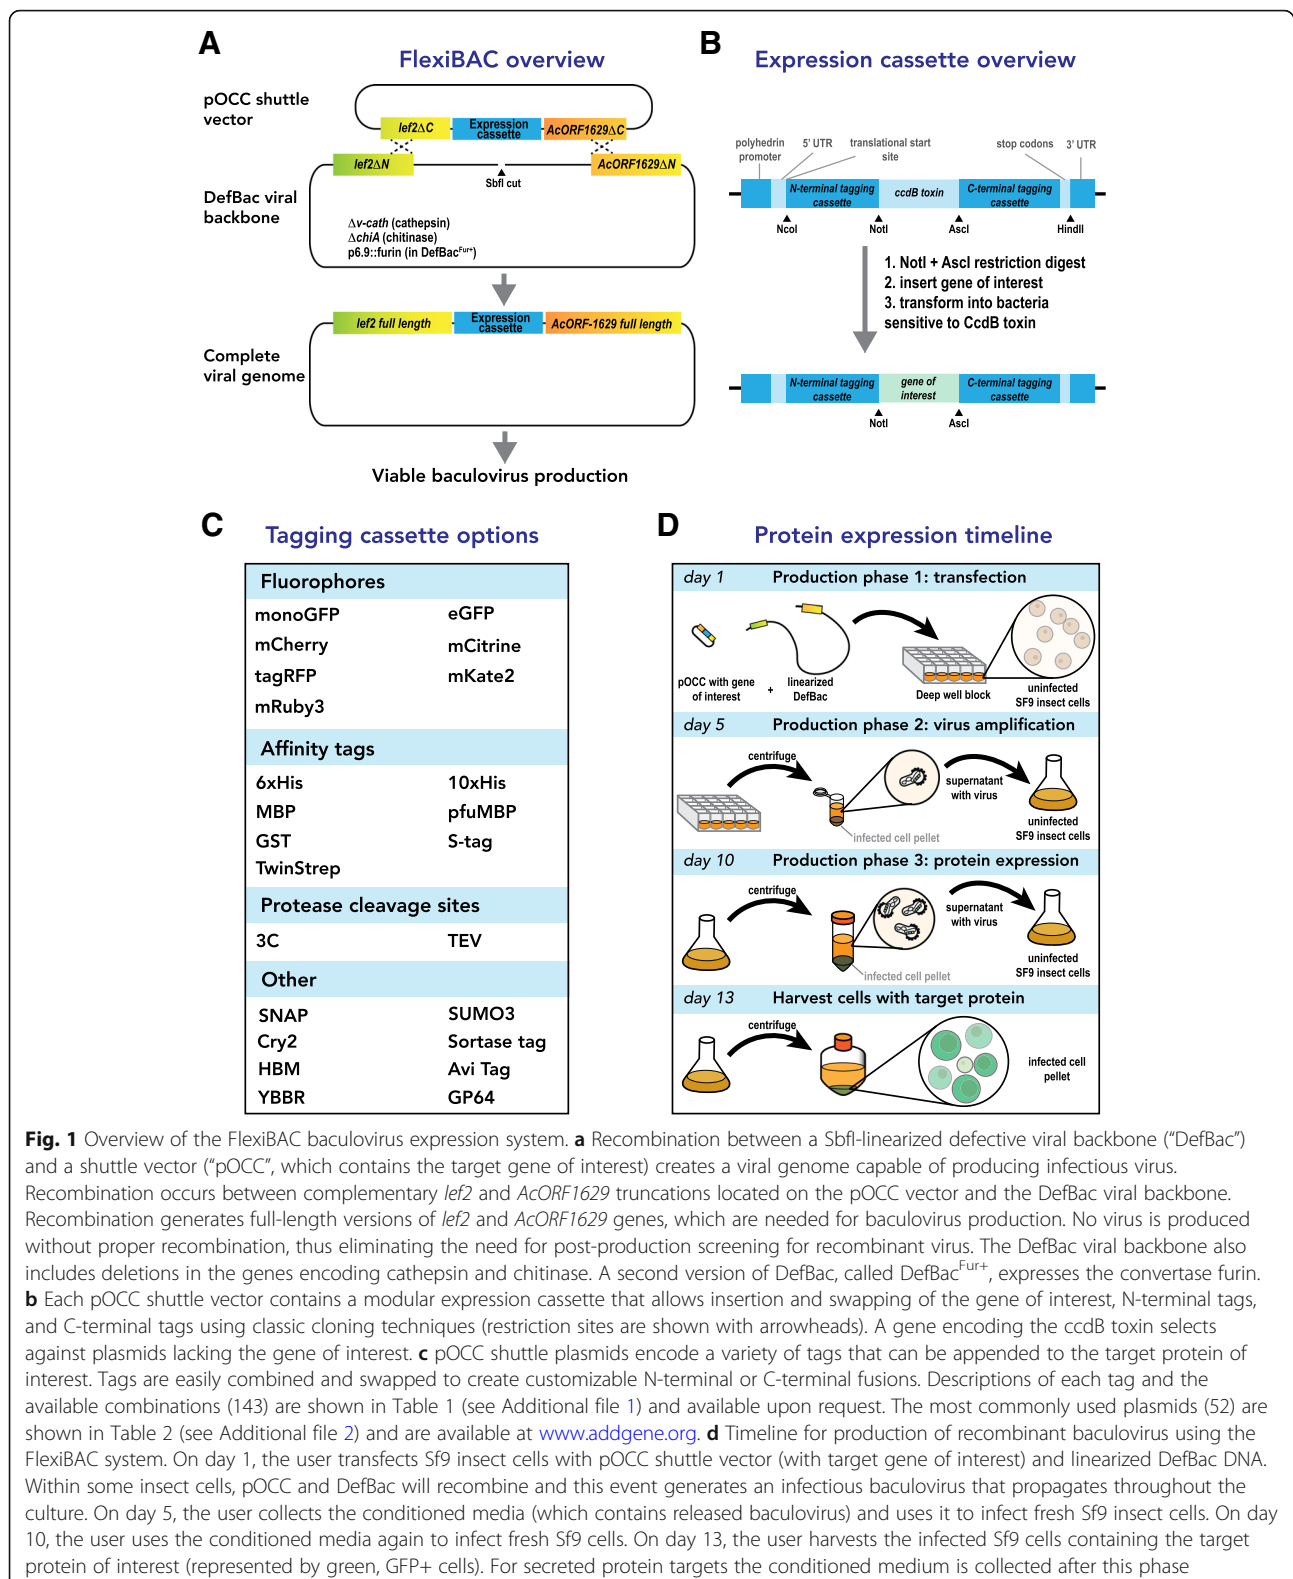 A
FlexiBAC overview
pOCC shuttle
vector
lef2ΔC
Expression
cassette
AcORF1629ΔC
lef2ΔN
AcORF1629ΔN
SbfI cut
DefBac viral
backbone
Δv-cath (cathepsin)
ΔchiA (chitinase)
p6.9::furin (in DefBacFur+)
lef2 full length
Expression
cassette
AcORF-1629 full length
Complete
viral genome
Viable baculovirus production
B
Expression cassette overview
polyhedrin
promoter
5' UTR
translational start
site
stop codons
3' UTR
N-terminal tagging
cassette
ccdB toxin
C-terminal tagging
cassette
NcoI
NotI
AscI
HindII
1. NotI + AscI restriction digest
2. insert gene of interest
3. transform into bacteria
sensitive to CcdB toxin
N-terminal tagging
cassette
gene of
interest
C-terminal tagging
cassette
NotI
AscI
C
Tagging cassette options
Fluorophores
monoGFP eGFP
mCherry mCitrine
tagRFP mKate2
mRuby3
Affinity tags
6xHis 10xHis
MBP pfuMBP
GST S-tag
TwinStrep
Protease cleavage sites
3C TEV
Other
SNAP SUMO3
Cry2 Sortase tag
HBM Avi Tag
YBBR GP64
D
Protein expression timeline
day 1 Production phase 1: transfection
pOCC with gene
of interest
+
linearized
DefBac
Deep well block
uninfected
SF9 insect cells
day 5 Production phase 2: virus amplification
centrifuge
infected cell pellet
supernatant
with virus
uninfected
SF9 insect cells
day 10 Production phase 3: protein expression
centrifuge
infected cell pellet
supernatant
with virus
uninfected
SF9 insect cells
day 13 Harvest cells with target protein
centrifuge
infected cell
pellet
Fig. 1 Overview of the FlexiBAC baculovirus expression system. a Recombination between a SbfI-linearized defective viral backbone (“DefBac”)
and a shuttle vector (“pOCC”, which contains the target gene of interest) creates a viral genome capable of producing infectious virus.
Recombination occurs between complementary lef2 and AcORF1629 truncations located on the pOCC vector and the DefBac viral backbone.
Recombination generates full-length versions of lef2 and AcORF1629 genes, which are needed for baculovirus production. No virus is produced
without proper recombination, thus eliminating the need for post-production screening for recombinant virus. The DefBac viral backbone also
includes deletions in the genes encoding cathepsin and chitinase. A second version of DefBac, called DefBacFur+, expresses the convertase furin.
b Each pOCC shuttle vector contains a modular expression cassette that allows insertion and swapping of the gene of interest, N-terminal tags,
and C-terminal tags using classic cloning techniques (restriction sites are shown with arrowheads). A gene encoding the ccdB toxin selects
against plasmids lacking the gene of interest. c pOCC shuttle plasmids encode a variety of tags that can be appended to the target protein of
interest. Tags are easily combined and swapped to create customizable N-terminal or C-terminal fusions. Descriptions of each tag and the
available combinations (143) are shown in Table 1 (see Additional file 1) and available upon request. The most commonly used plasmids (52) are
shown in Table 2 (see Additional file 2) and are available at www.addgene.org. d Timeline for production of recombinant baculovirus using the
FlexiBAC system. On day 1, the user transfects Sf9 insect cells with pOCC shuttle vector (with target gene of interest) and linearized DefBac DNA.
Within some insect cells, pOCC and DefBac will recombine and this event generates an infectious baculovirus that propagates throughout the
culture. On day 5, the user collects the conditioned media (which contains released baculovirus) and uses it to infect fresh Sf9 insect cells. On day
10, the user uses the conditioned media again to infect fresh Sf9 cells. On day 13, the user harvests the infected Sf9 cells containing the target
protein of interest (represented by green, GFP+ cells). For secreted protein targets the conditioned medium is collected after this phase